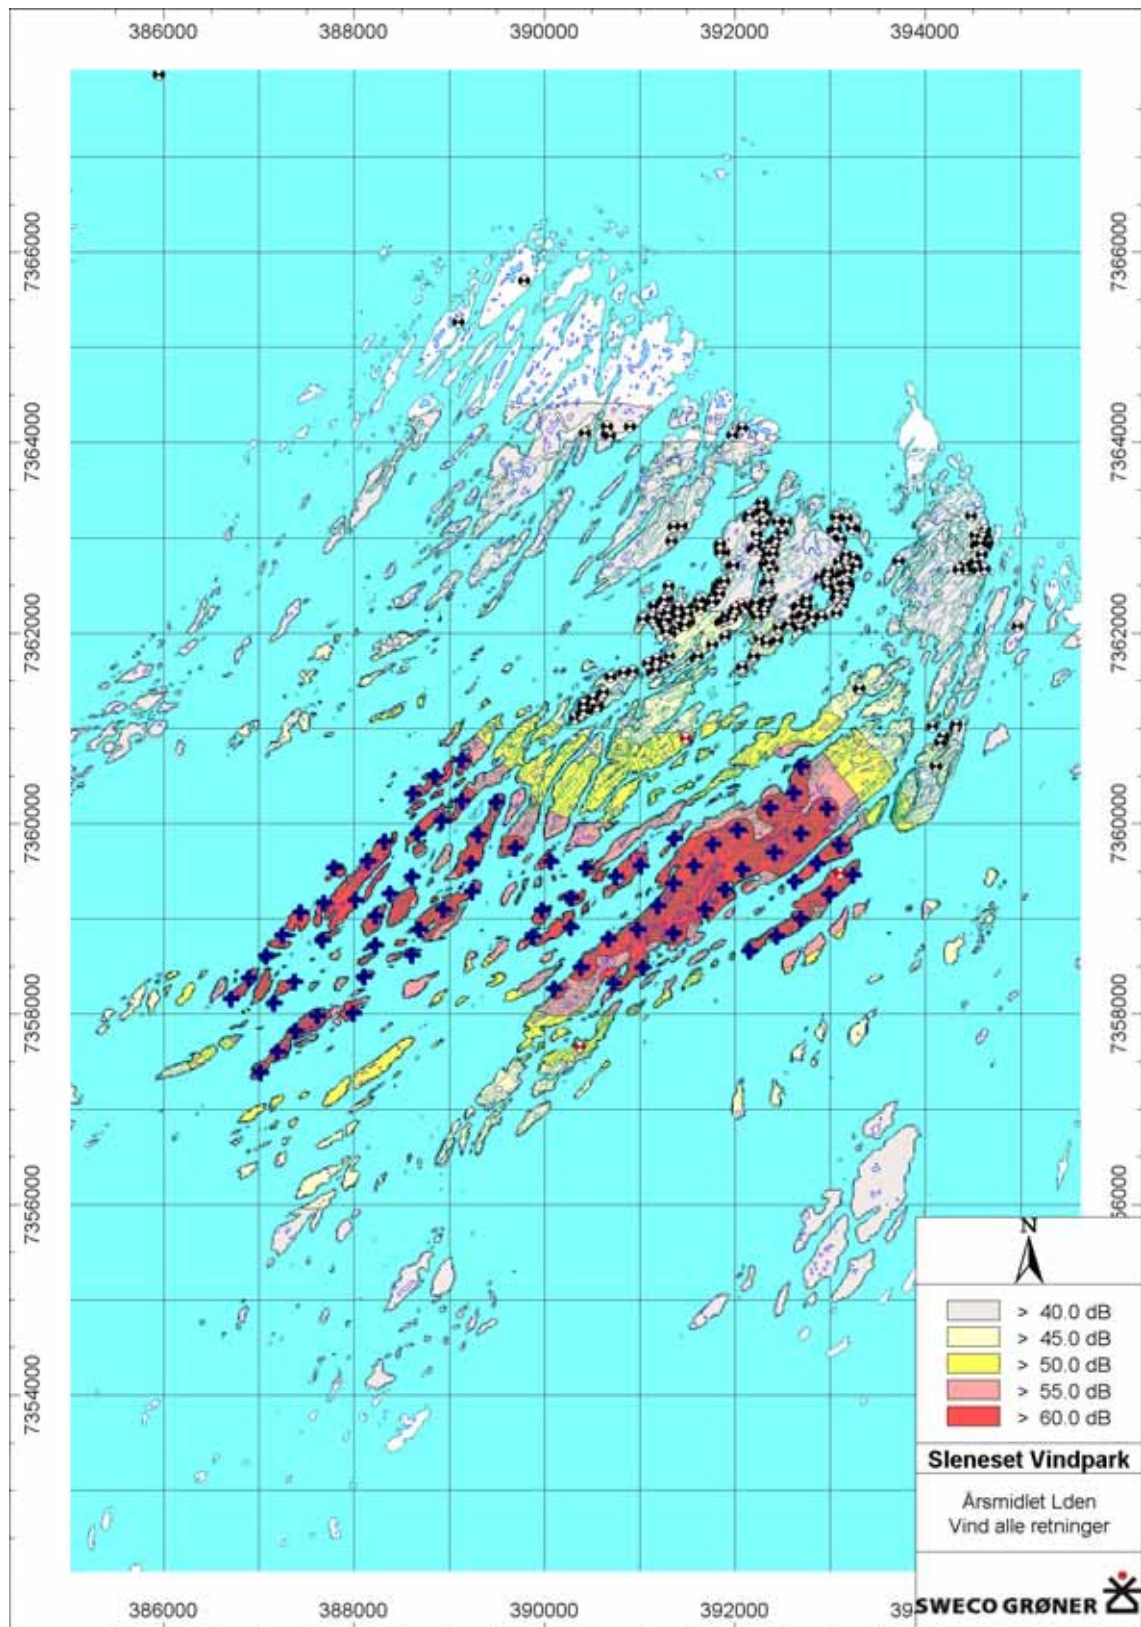 386000 388000 390000 392000 394000
7366000 7366000
7364000 7364000
7362000 7362000
7360000 7360000
7358000 7358000
7356000 56000
7354000
N
> 40.0 dB
> 45.0 dB
> 50.0 dB
> 55.0 dB
> 60.0 dB
Sleneset Vindpark
Årsmidlet Lden
Vind alle retninger
386000 388000 390000 392000 39
SWECO GRØNER